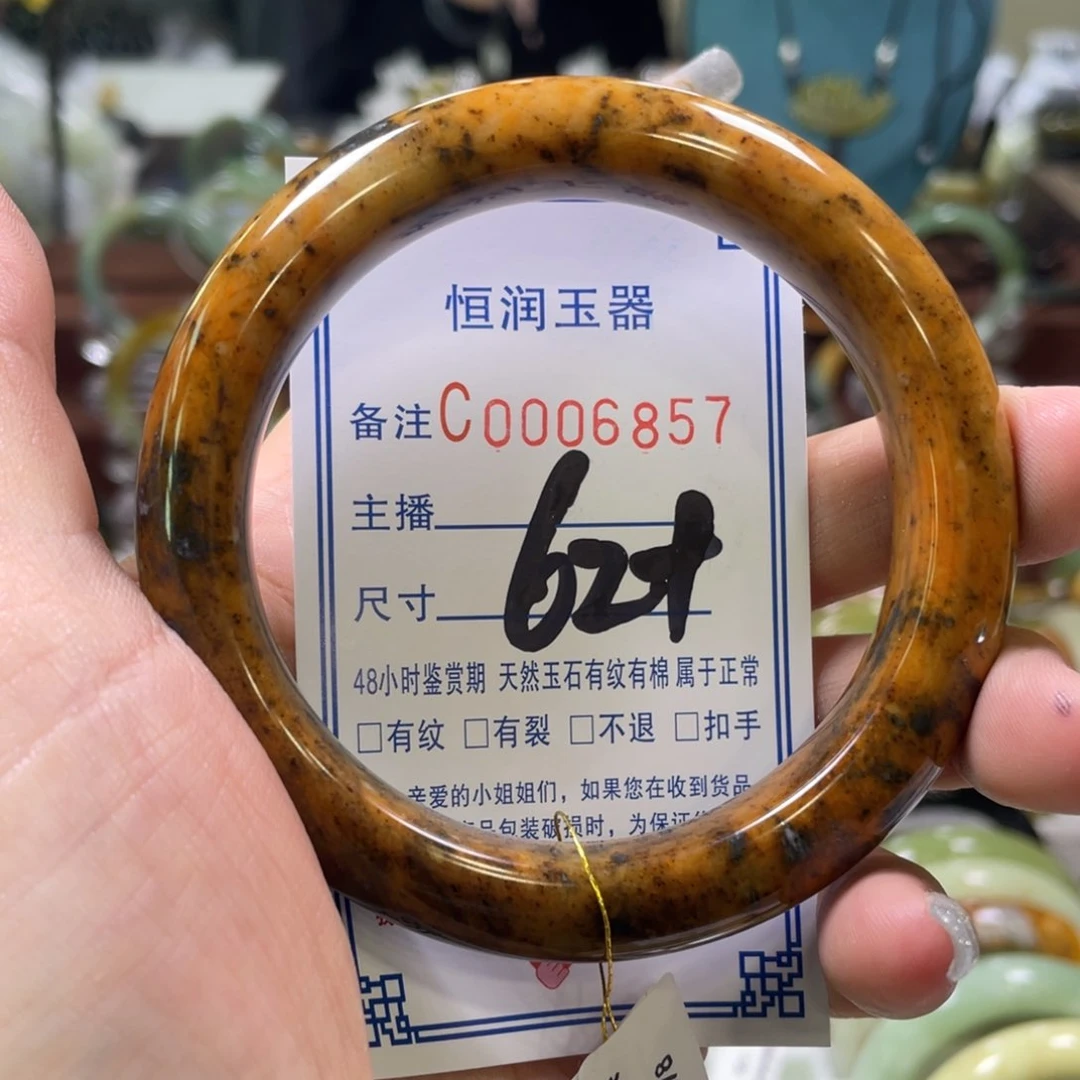 恒润玉器
备注C0006857
主播
尺寸 62+
48小时鉴赏期 天然玉石有纹有棉 属于正常
□有纹 □有裂 □不退 □扣手
亲爱的小姐姐们，如果您在收到货品
品包装破损时，为保证
8